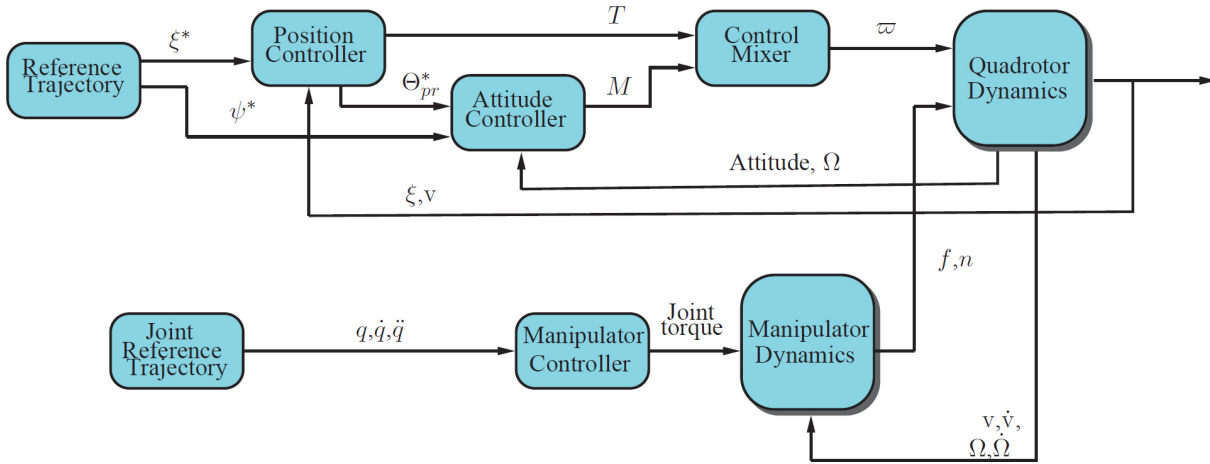 Reference
Trajectory
ξ*
ψ*
Position
Controller
Θ*pr
Attitude
Controller
T
M
Control
Mixer
ϖ
Quadrotor
Dynamics
Attitude, Ω
ξ,v
f,n
Joint
Reference
Trajectory
q,q̇,q̈
Manipulator
Controller
Joint
torque
Manipulator
Dynamics
v,v̇,
Ω,Ω̇